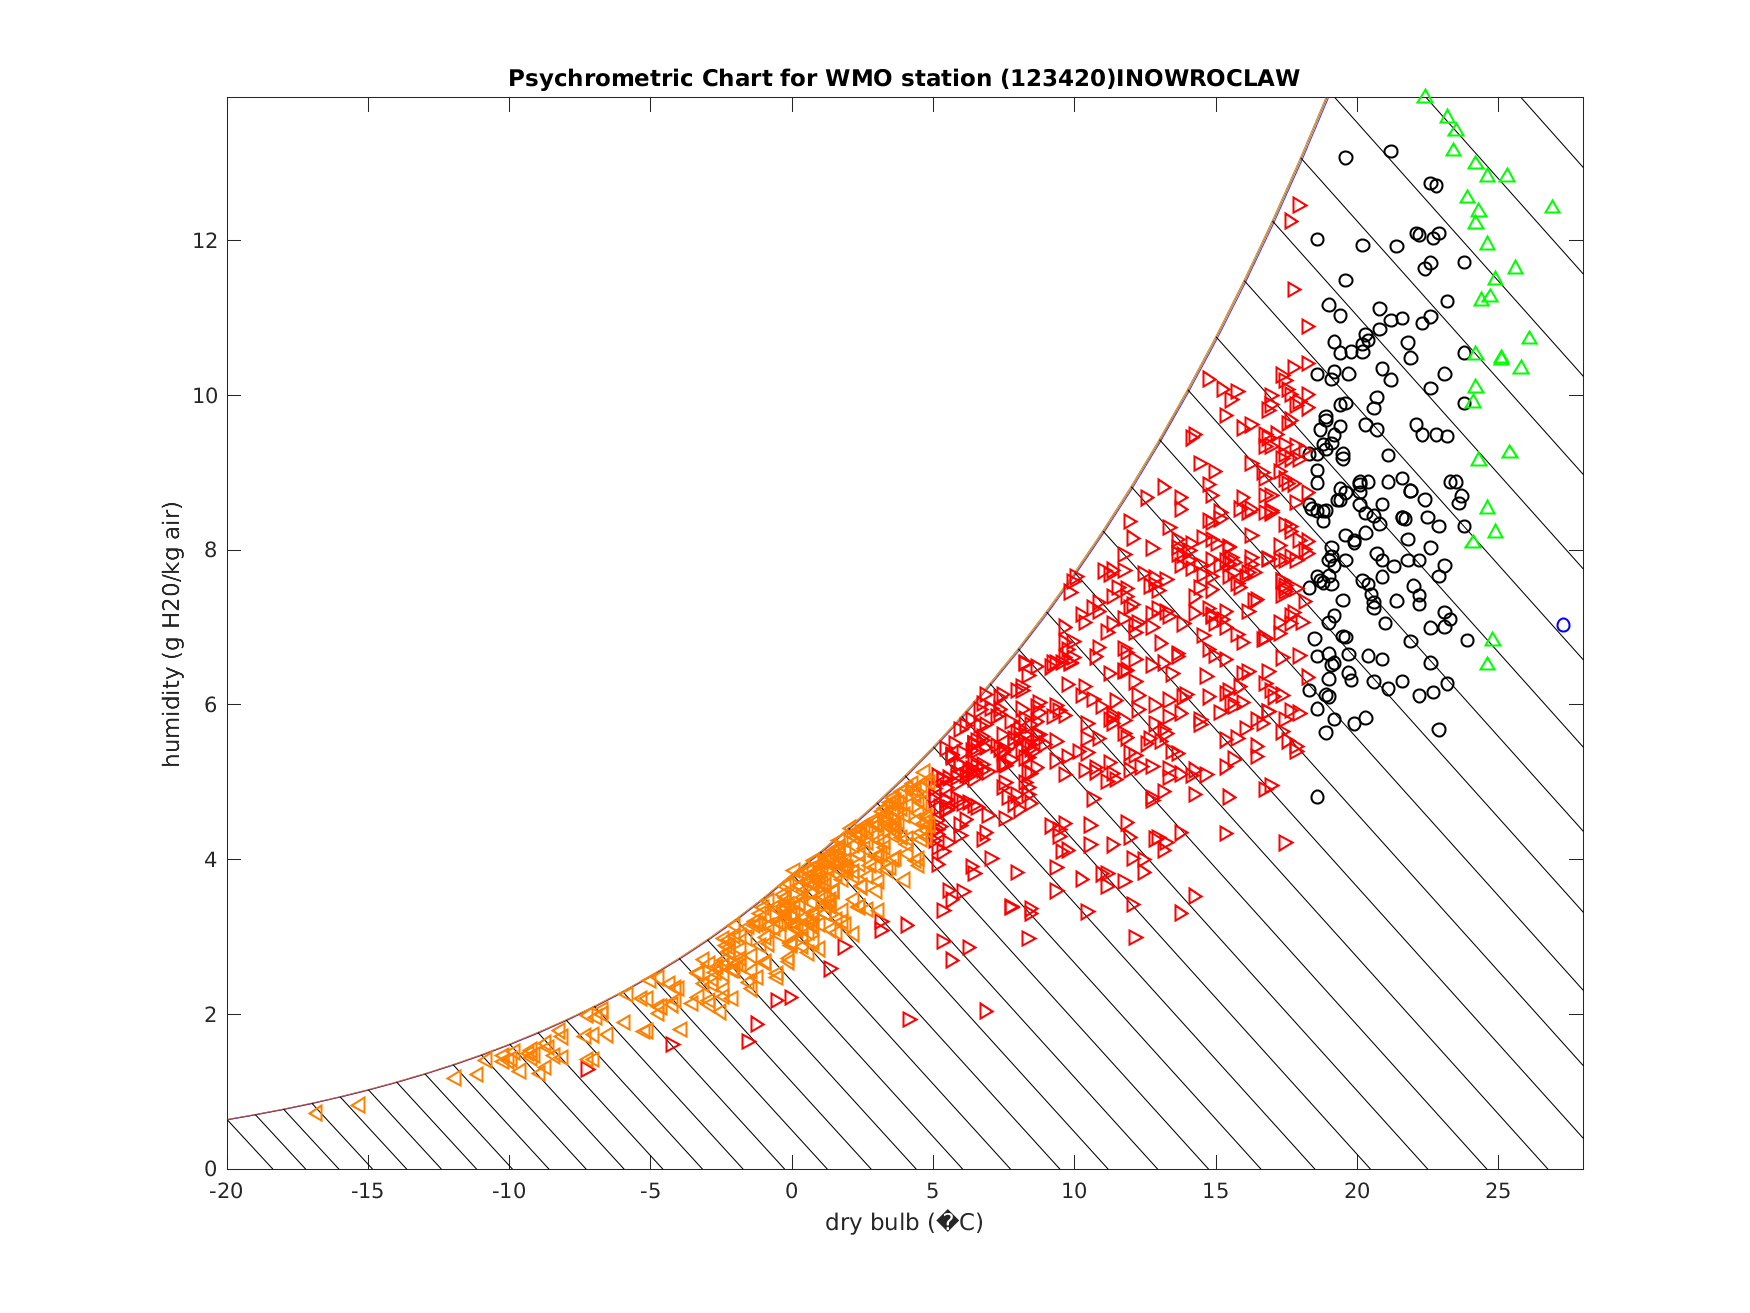 Psychrometric Chart for WMO station (123420)INOWROCLAW
humidity (g H20/kg air)
12
10
8
6
4
2
0
-20 -15 -10 -5 0 5 10 15 20 25
dry bulb (�C)